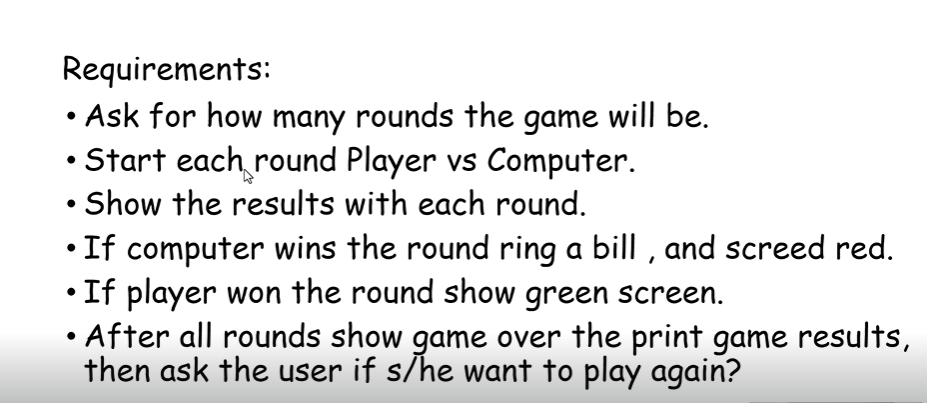 Requirements:
• Ask for how many rounds the game will be.
• Start each round Player vs Computer.
• Show the results with each round.
• If computer wins the round ring a bill , and screed red.
• If player won the round show green screen.
• After all rounds show game over the print game results,
then ask the user if s/he want to play again?